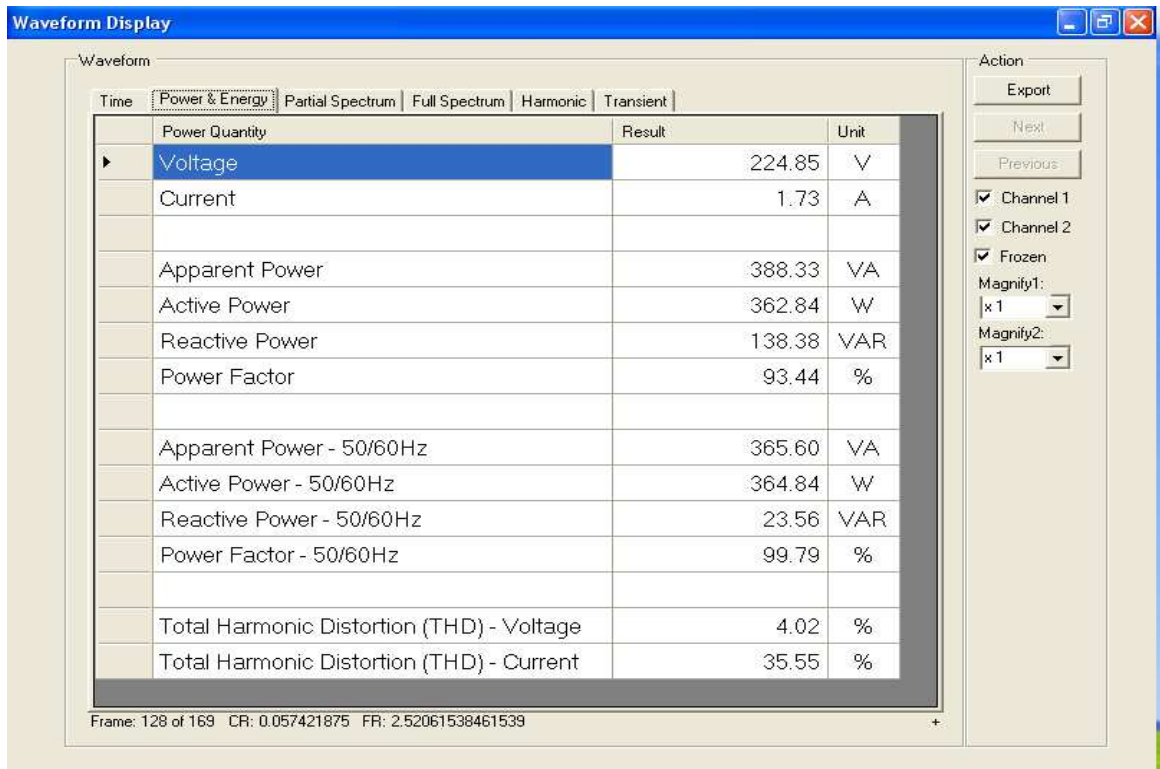 Waveform Display
Waveform
Action
Time Power & Energy Partial Spectrum Full Spectrum Harmonic Transient
Export
Next
Previous
Channel 1
Channel 2
Frozen
Magnify1:
x 1
Magnify2:
x 1
Power Quantity Result Unit
Voltage 224.85 V
Current 1.73 A
Apparent Power 388.33 VA
Active Power 362.84 W
Reactive Power 138.38 VAR
Power Factor 93.44 %
Apparent Power - 50/60Hz 365.60 VA
Active Power - 50/60Hz 364.84 W
Reactive Power - 50/60Hz 23.56 VAR
Power Factor - 50/60Hz 99.79 %
Total Harmonic Distortion (THD) - Voltage 4.02 %
Total Harmonic Distortion (THD) - Current 35.55 %
Frame: 128 of 169 CR: 0.057421875 FR: 2.52061538461539 +